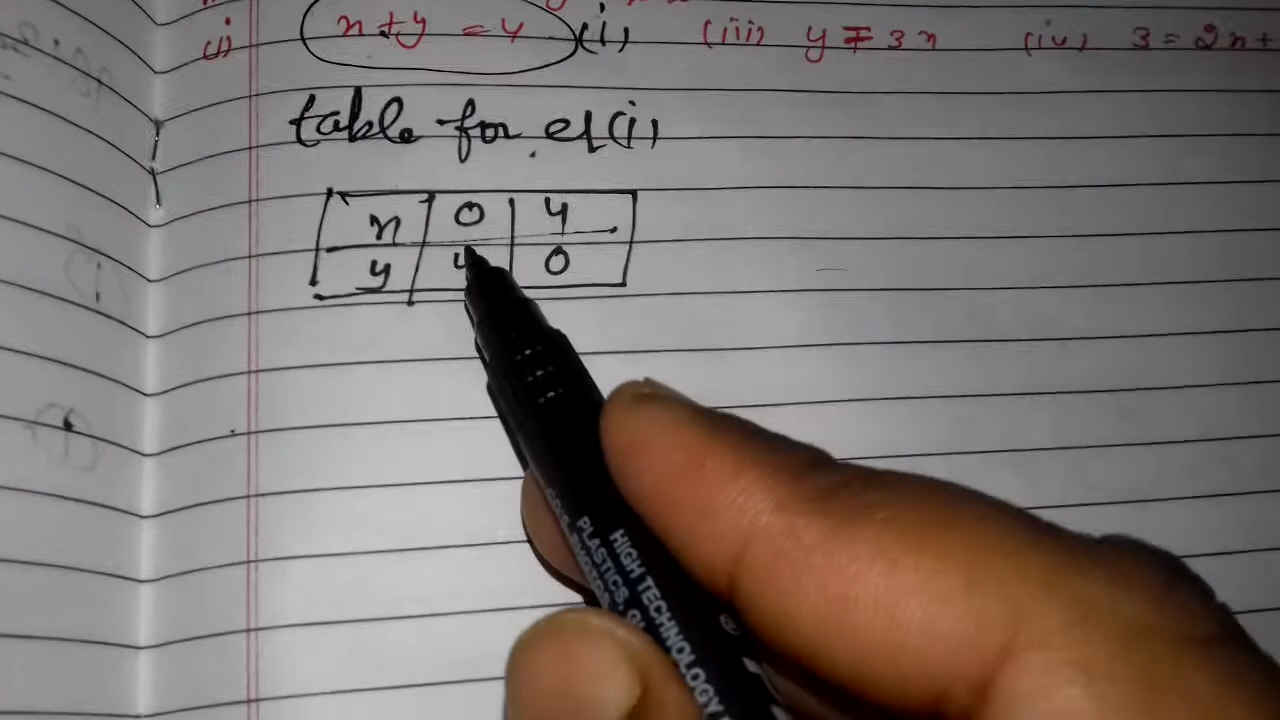 (i) x + y = 4 (i) (iii) y = 3x (iv) 3 = 2x +
table for eq (i)
x 0 4
y 4 0
HIGH TECHNOLOGY
PLASTICS,